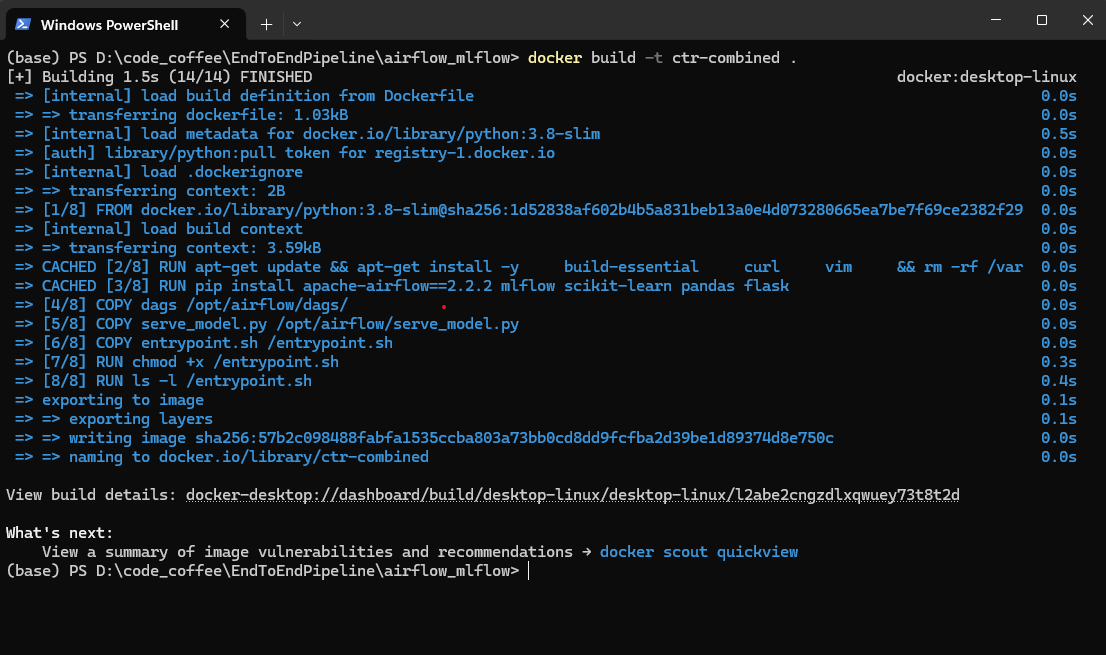 Windows PowerShell
(base) PS D:\code_coffee\EndToEndPipeline\airflow_mlflow> docker build -t ctr-combined .
[+] Building 1.5s (14/14) FINISHED docker:desktop-linux
=> [internal] load build definition from Dockerfile 0.0s
=> => transferring dockerfile: 1.03kB 0.0s
=> [internal] load metadata for docker.io/library/python:3.8-slim 0.5s
=> [auth] library/python:pull token for registry-1.docker.io 0.0s
=> [internal] load .dockerignore 0.0s
=> => transferring context: 2B 0.0s
=> [1/8] FROM docker.io/library/python:3.8-slim@sha256:1d52838af602b4b5a831beb13a0e4d073280665ea7be7f69ce2382f29 0.0s
=> [internal] load build context 0.0s
=> => transferring context: 3.59kB 0.0s
=> CACHED [2/8] RUN apt-get update && apt-get install -y     build-essential     curl     vim     && rm -rf /var 0.0s
=> CACHED [3/8] RUN pip install apache-airflow==2.2.2 mlflow scikit-learn pandas flask 0.0s
=> [4/8] COPY dags /opt/airflow/dags/ 0.0s
=> [5/8] COPY serve_model.py /opt/airflow/serve_model.py 0.0s
=> [6/8] COPY entrypoint.sh /entrypoint.sh 0.0s
=> [7/8] RUN chmod +x /entrypoint.sh 0.3s
=> [8/8] RUN ls -l /entrypoint.sh 0.4s
=> exporting to image 0.1s
=> => exporting layers 0.1s
=> => writing image sha256:57b2c098488fabfa1535ccba803a73bb0cd8dd9fcfba2d39be1d89374d8e750c 0.0s
=> => naming to docker.io/library/ctr-combined 0.0s
View build details: docker-desktop://dashboard/build/desktop-linux/desktop-linux/l2abe2cngzdlxqwuey73t8t2d
What's next:
View a summary of image vulnerabilities and recommendations → docker scout quickview
(base) PS D:\code_coffee\EndToEndPipeline\airflow_mlflow>